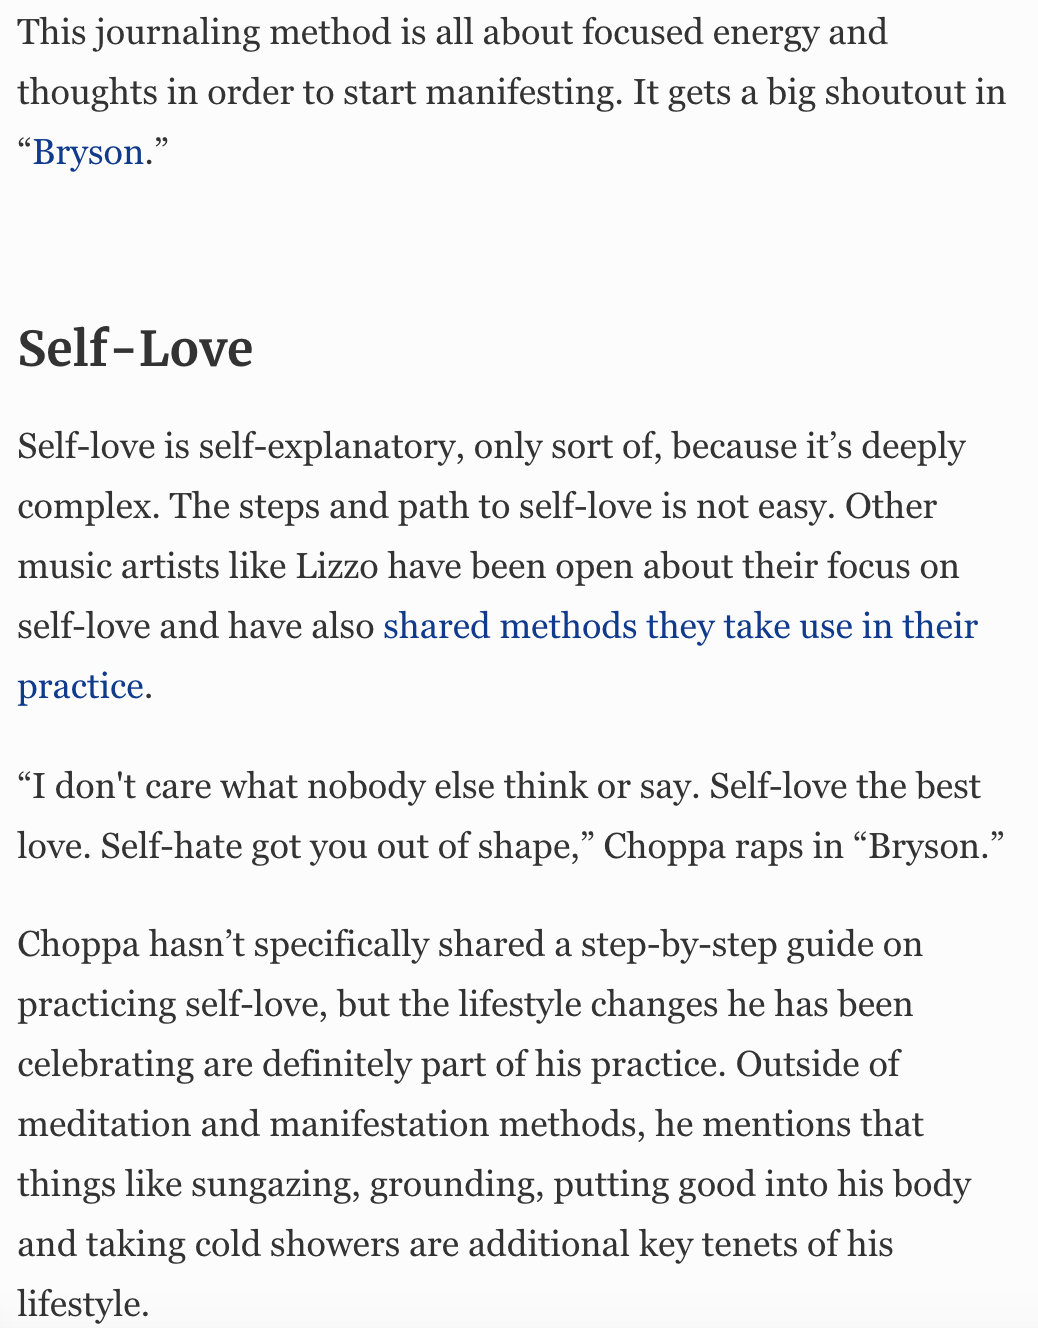 This journaling method is all about focused energy and
thoughts in order to start manifesting. It gets a big shoutout in
“Bryson.”
Self-Love
Self-love is self-explanatory, only sort of, because it’s deeply
complex. The steps and path to self-love is not easy. Other
music artists like Lizzo have been open about their focus on
self-love and have also shared methods they take use in their
practice.
“I don't care what nobody else think or say. Self-love the best
love. Self-hate got you out of shape,” Choppa raps in “Bryson.”
Choppa hasn’t specifically shared a step-by-step guide on
practicing self-love, but the lifestyle changes he has been
celebrating are definitely part of his practice. Outside of
meditation and manifestation methods, he mentions that
things like sungazing, grounding, putting good into his body
and taking cold showers are additional key tenets of his
lifestyle.